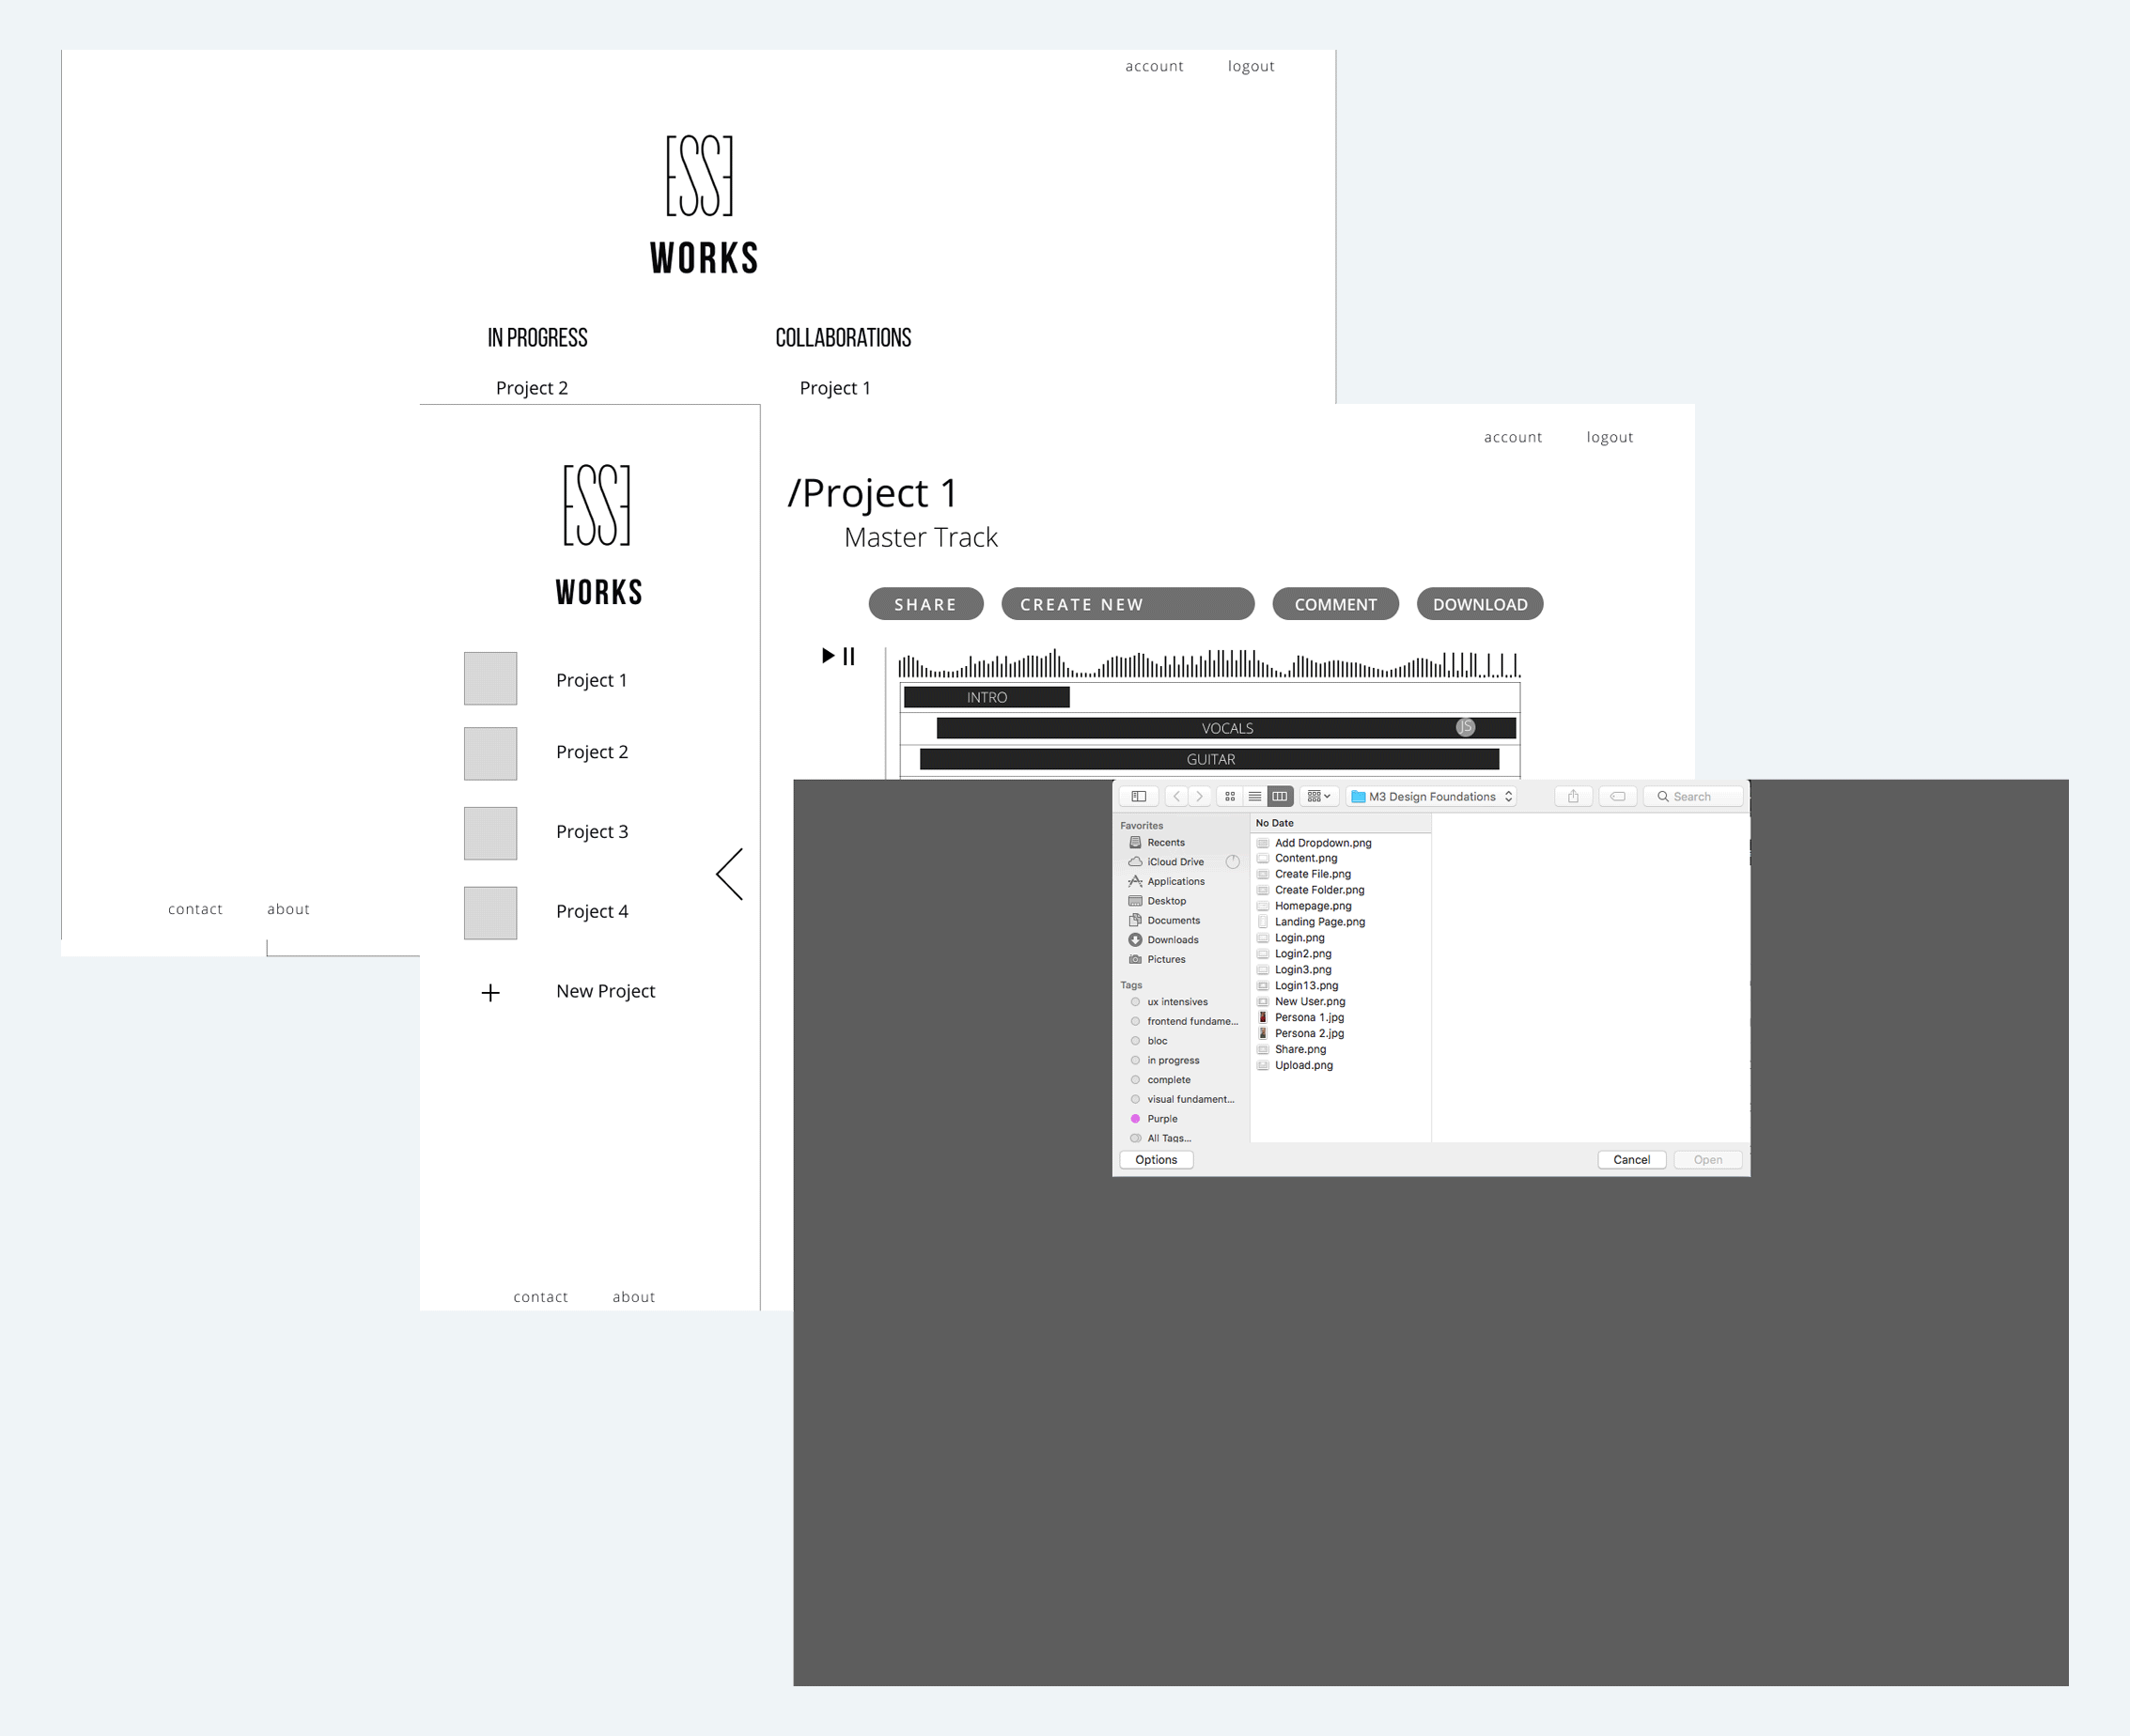 account logout
ESSE
WORKS
IN PROGRESS COLLABORATIONS
Project 2 Project 1
contact about
account logout
ESSE
WORKS
Project 1
Project 2
Project 3
Project 4
New Project
contact about
/Project 1
Master Track
SHARE CREATE NEW COMMENT DOWNLOAD
INTRO
VOCALS JS
GUITAR
M3 Design Foundations Search
Favorites
Recents
iCloud Drive
Applications
Desktop
Documents
Downloads
Pictures
Tags
ux intensives
frontend fundame...
bloc
in progress
complete
visual fundament...
Purple
All Tags...
No Date
Add Dropdown.png
Content.png
Create File.png
Create Folder.png
Homepage.png
Landing Page.png
Login.png
Login2.png
Login3.png
Login13.png
New User.png
Persona 1.jpg
Persona 2.jpg
Share.png
Upload.png
Options Cancel Open